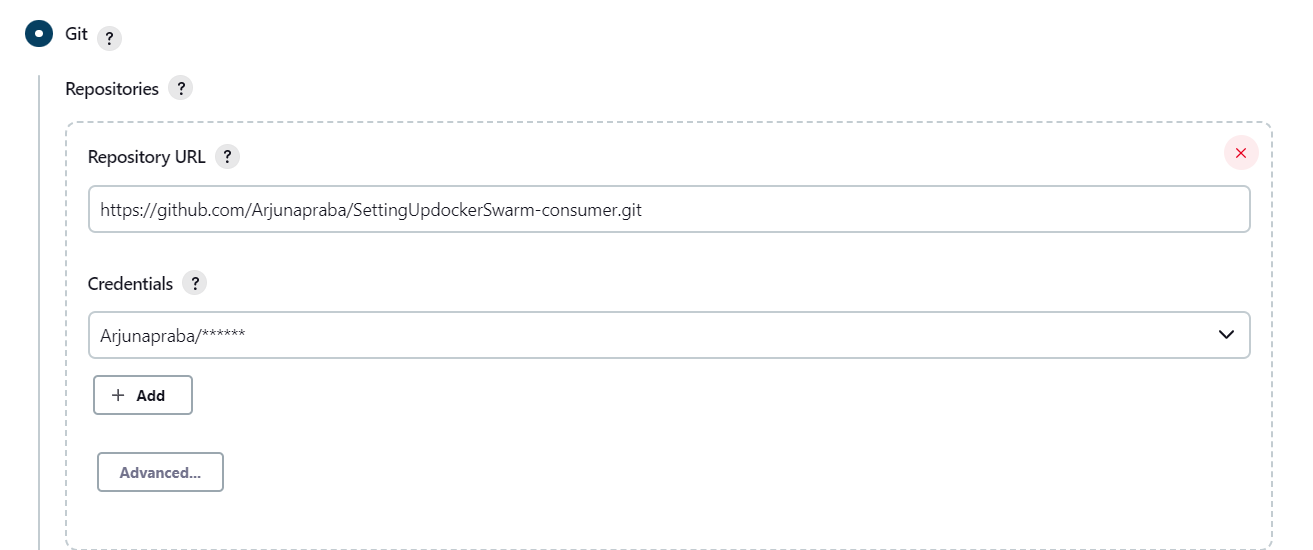 Git ?
Repositories ?
Repository URL ?
https://github.com/Arjunapraba/SettingUpdockerSwarm-consumer.git
Credentials ?
Arjunapraba/******
+ Add
Advanced...